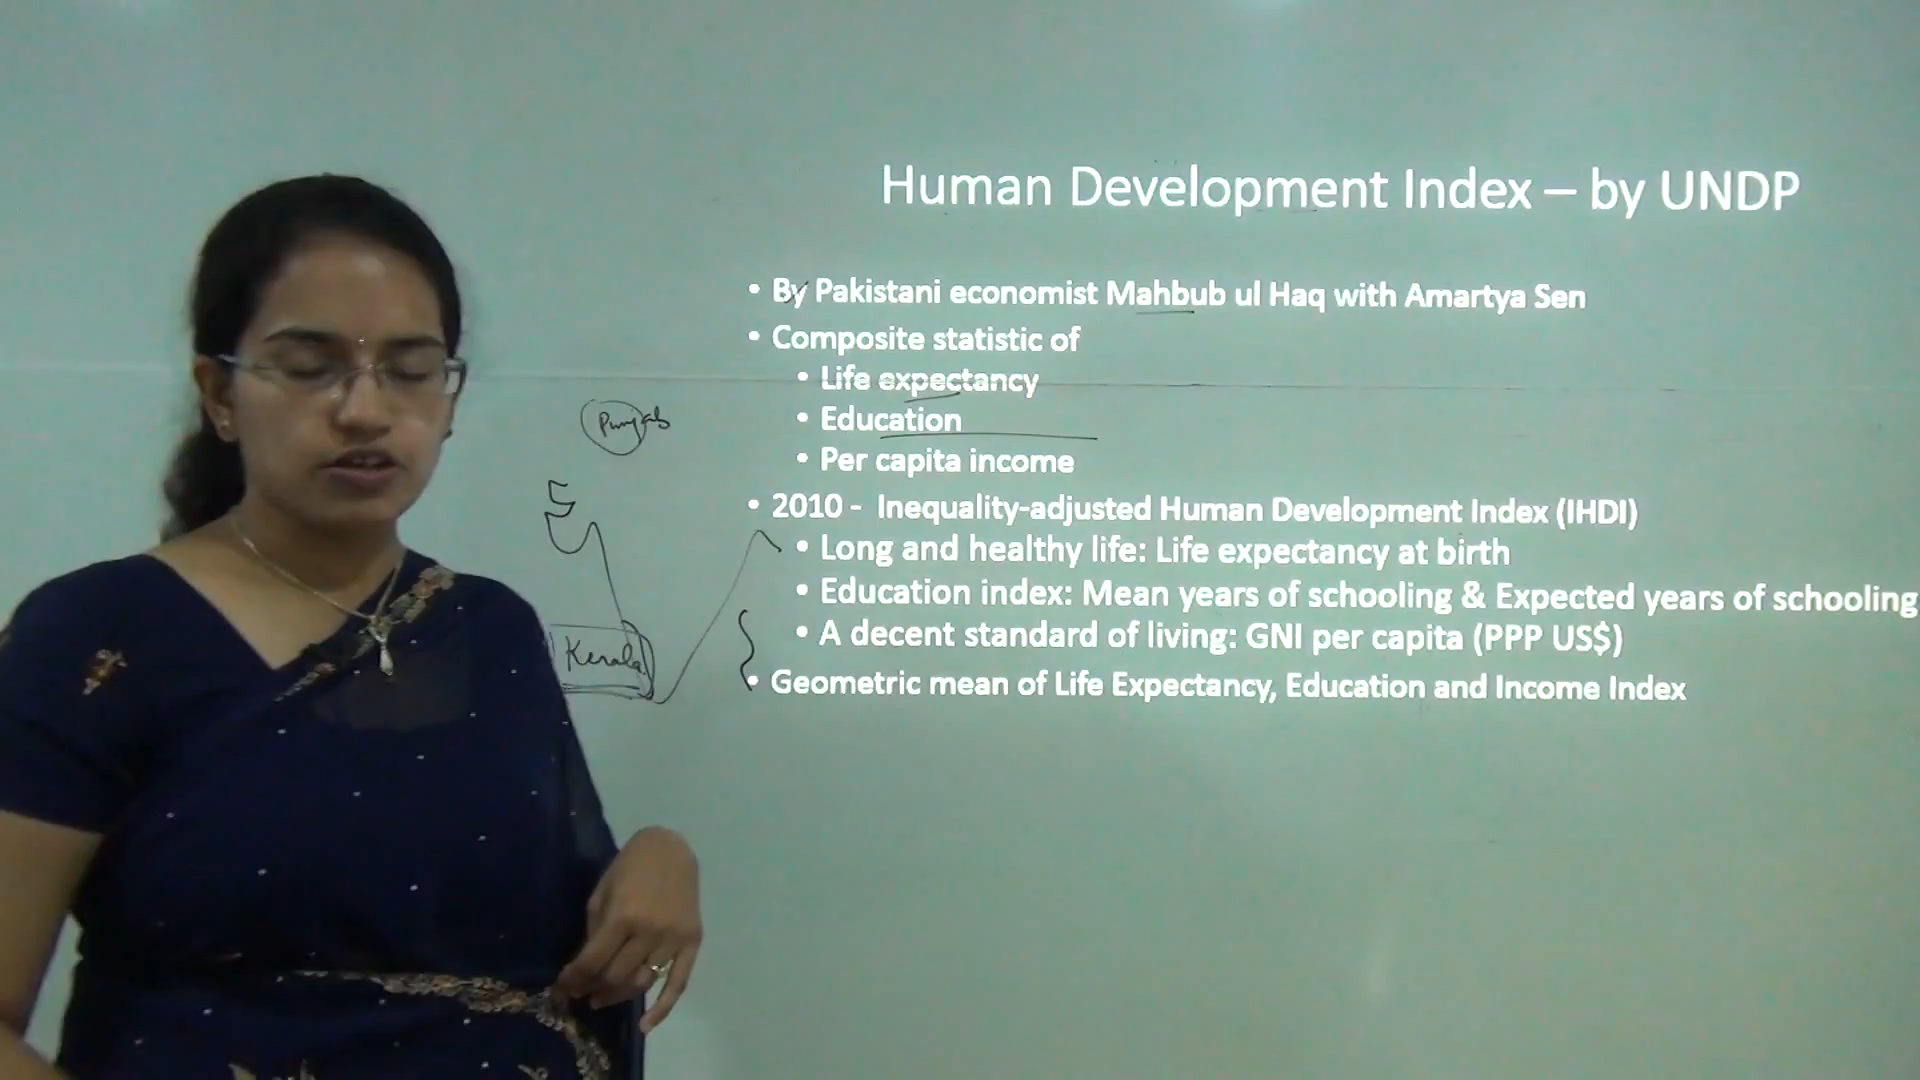 Human Development Index – by UNDP
• By Pakistani economist Mahbub ul Haq with Amartya Sen
• Composite statistic of
• Life expectancy
• Education
• Per capita income
• 2010 - Inequality-adjusted Human Development Index (IHDI)
• Long and healthy life: Life expectancy at birth
• Education index: Mean years of schooling & Expected years of schooling
• A decent standard of living: GNI per capita (PPP US$)
• Geometric mean of Life Expectancy, Education and Income Index
Punjab
Kerala